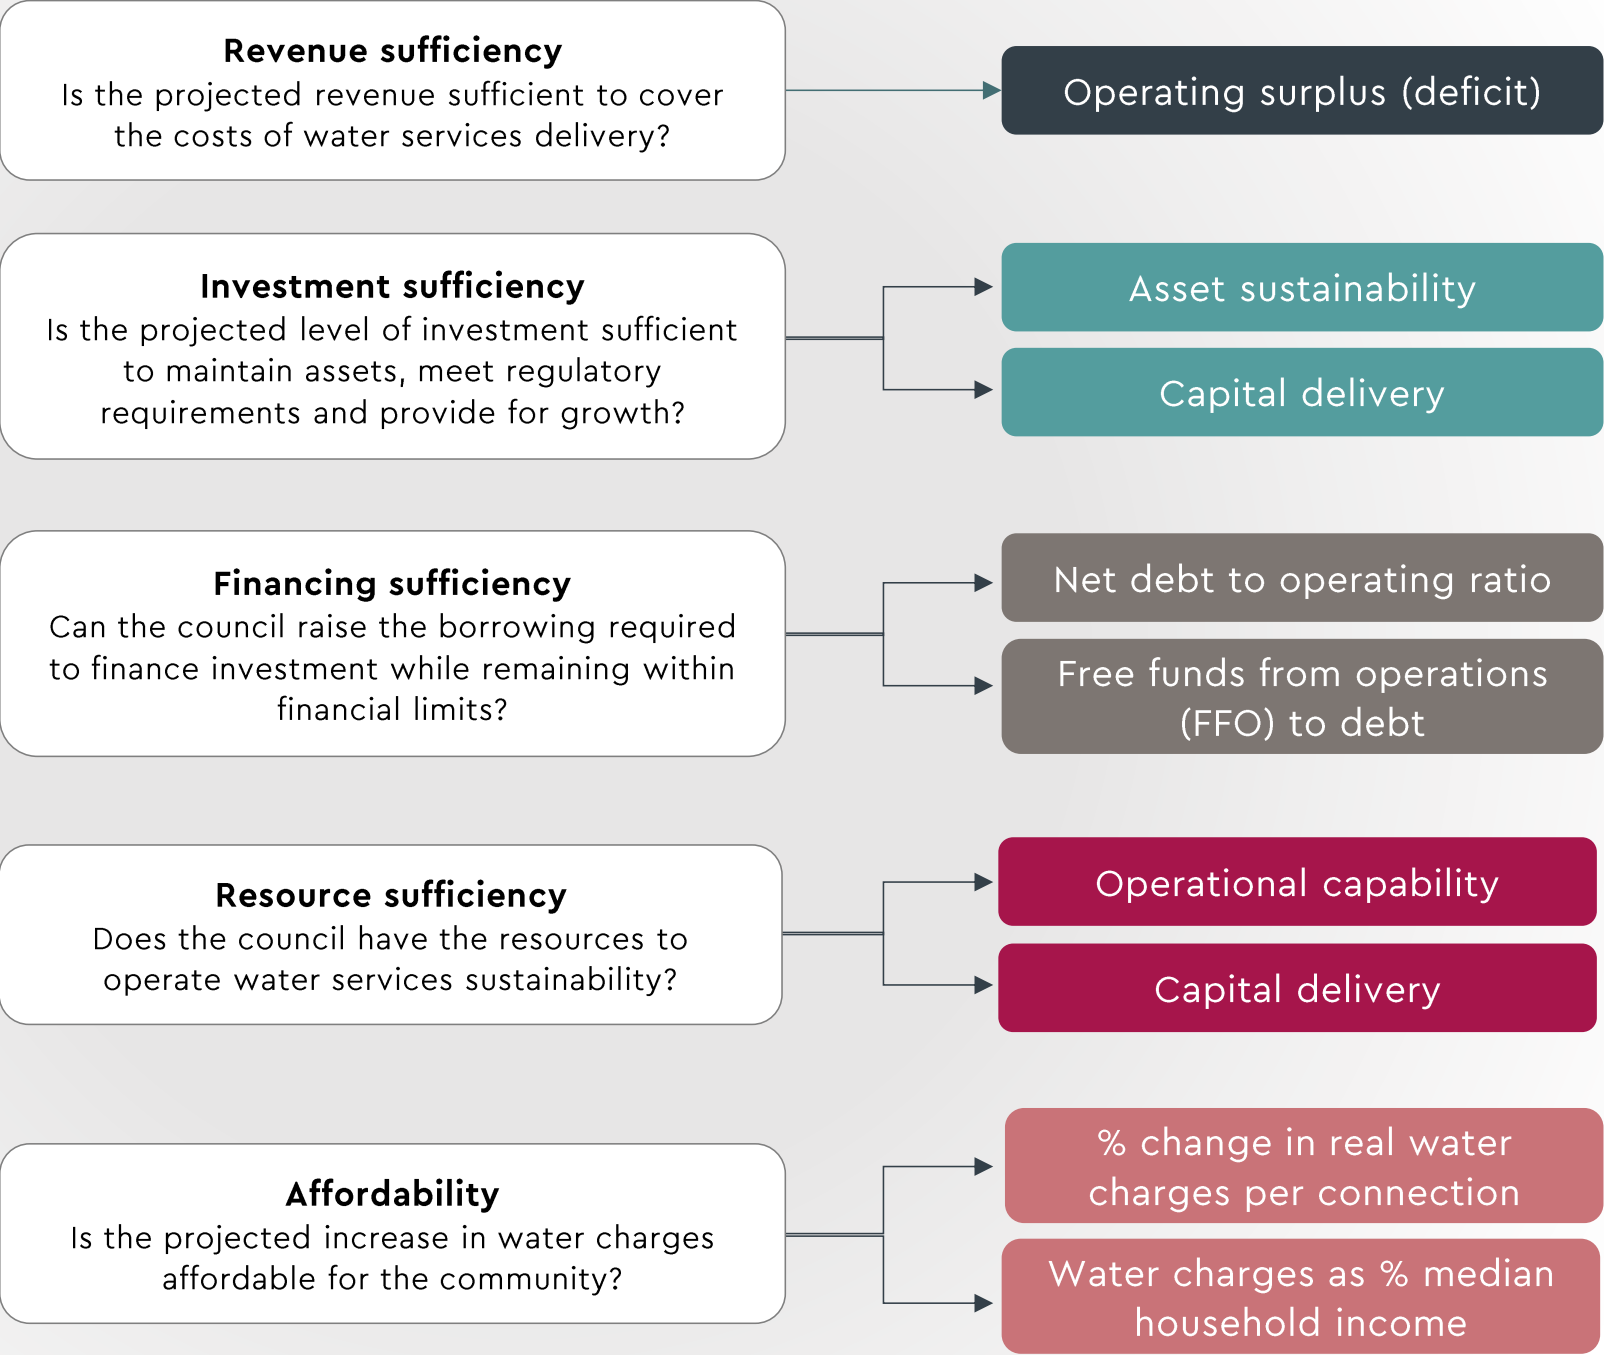 Revenue sufficiency
Is the projected revenue sufficient to cover
the costs of water services delivery?
Operating surplus (deficit)
Investment sufficiency
Is the projected level of investment sufficient
to maintain assets, meet regulatory
requirements and provide for growth?
Asset sustainability
Capital delivery
Financing sufficiency
Can the council raise the borrowing required
to finance investment while remaining within
financial limits?
Net debt to operating ratio
Free funds from operations
(FFO) to debt
Resource sufficiency
Does the council have the resources to
operate water services sustainability?
Operational capability
Capital delivery
Affordability
Is the projected increase in water charges
affordable for the community?
% change in real water
charges per connection
Water charges as % median
household income